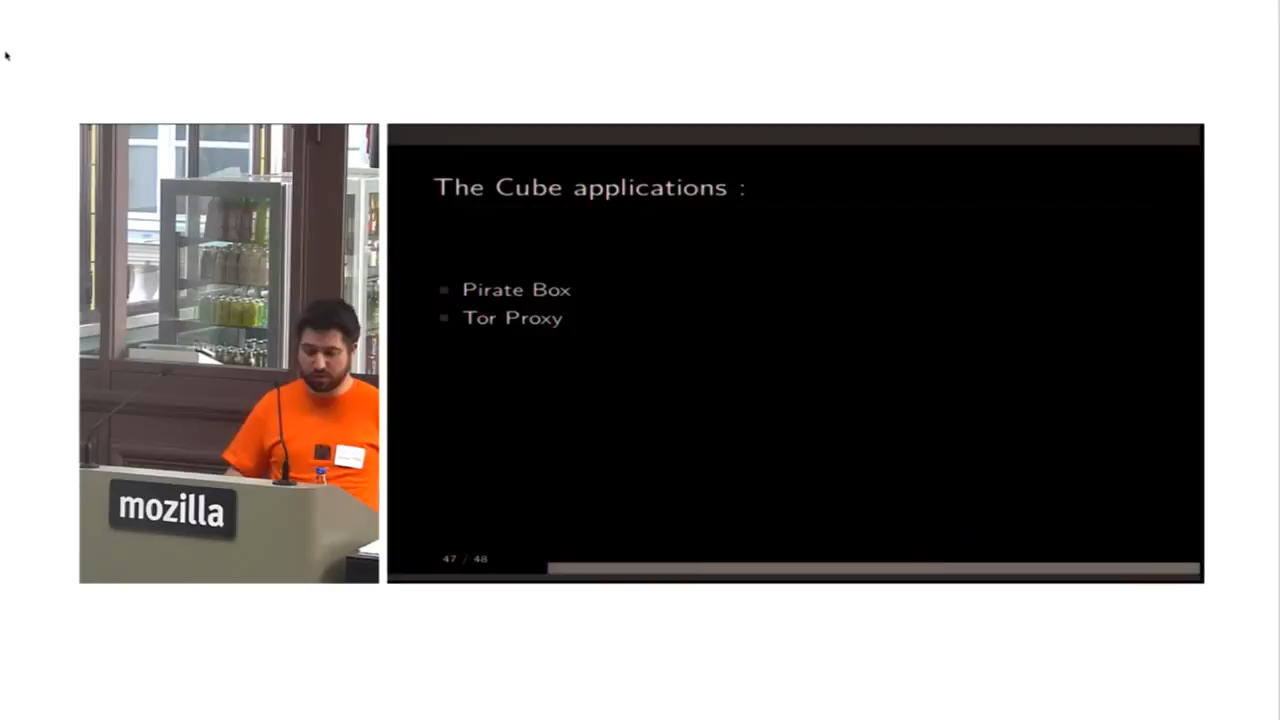 The Cube applications :
Pirate Box
Tor Proxy
mozilla
47 / 48